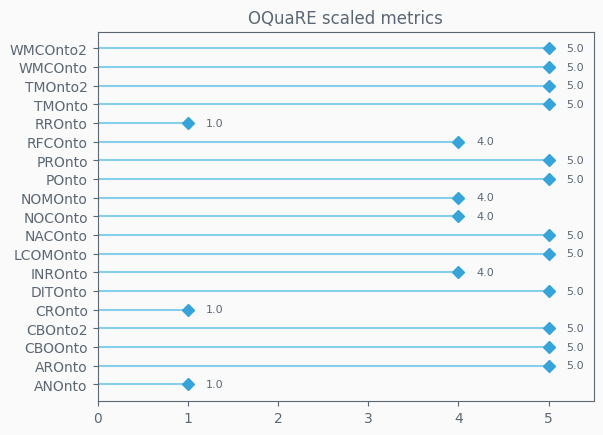 OQuaRE scaled metrics
WMCOnto2 5.0
WMCOnto 5.0
TMOnto2 5.0
TMOnto 5.0
RROnto 1.0
RFCOnto 4.0
PROnto 5.0
POnto 5.0
NOMOnto 4.0
NOCOnto 4.0
NACOnto 5.0
LCOMOnto 5.0
INROnto 4.0
DITOnto 5.0
CROnto 1.0
CBOnto2 5.0
CBOOnto 5.0
AROnto 5.0
ANOnto 1.0
0 1 2 3 4 5